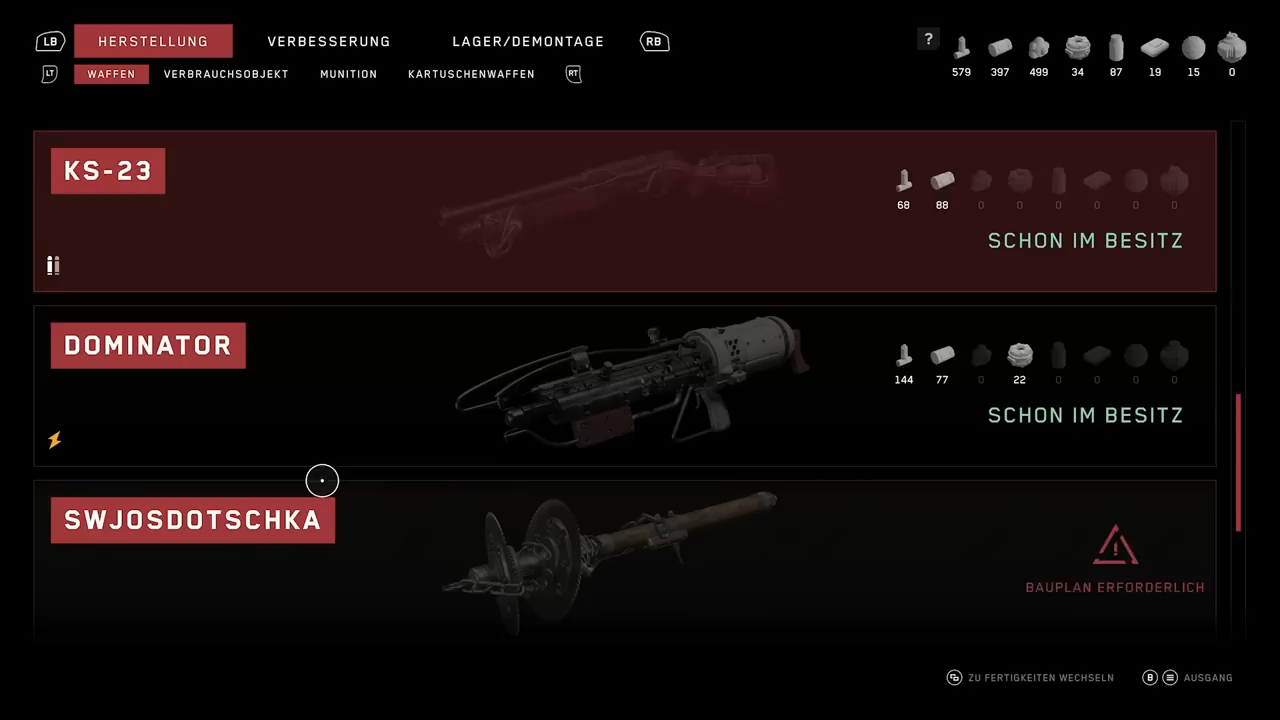 LB HERSTELLUNG VERBESSERUNG LAGER/DEMONTAGE RB ?
LT WAFFEN VERBRAUCHSOBJEKT MUNITION KARTUSCHENWAFFEN RT
579 397 499 34 87 19 15 0
KS-23
68 88 0 0 0 0 0 0
SCHON IM BESITZ
DOMINATOR
144 77 0 22 0 0 0 0
SCHON IM BESITZ
SWJOSDOTSCHKA
BAUPLAN ERFORDERLICH
ZU FERTIGKEITEN WECHSELN B AUSGANG